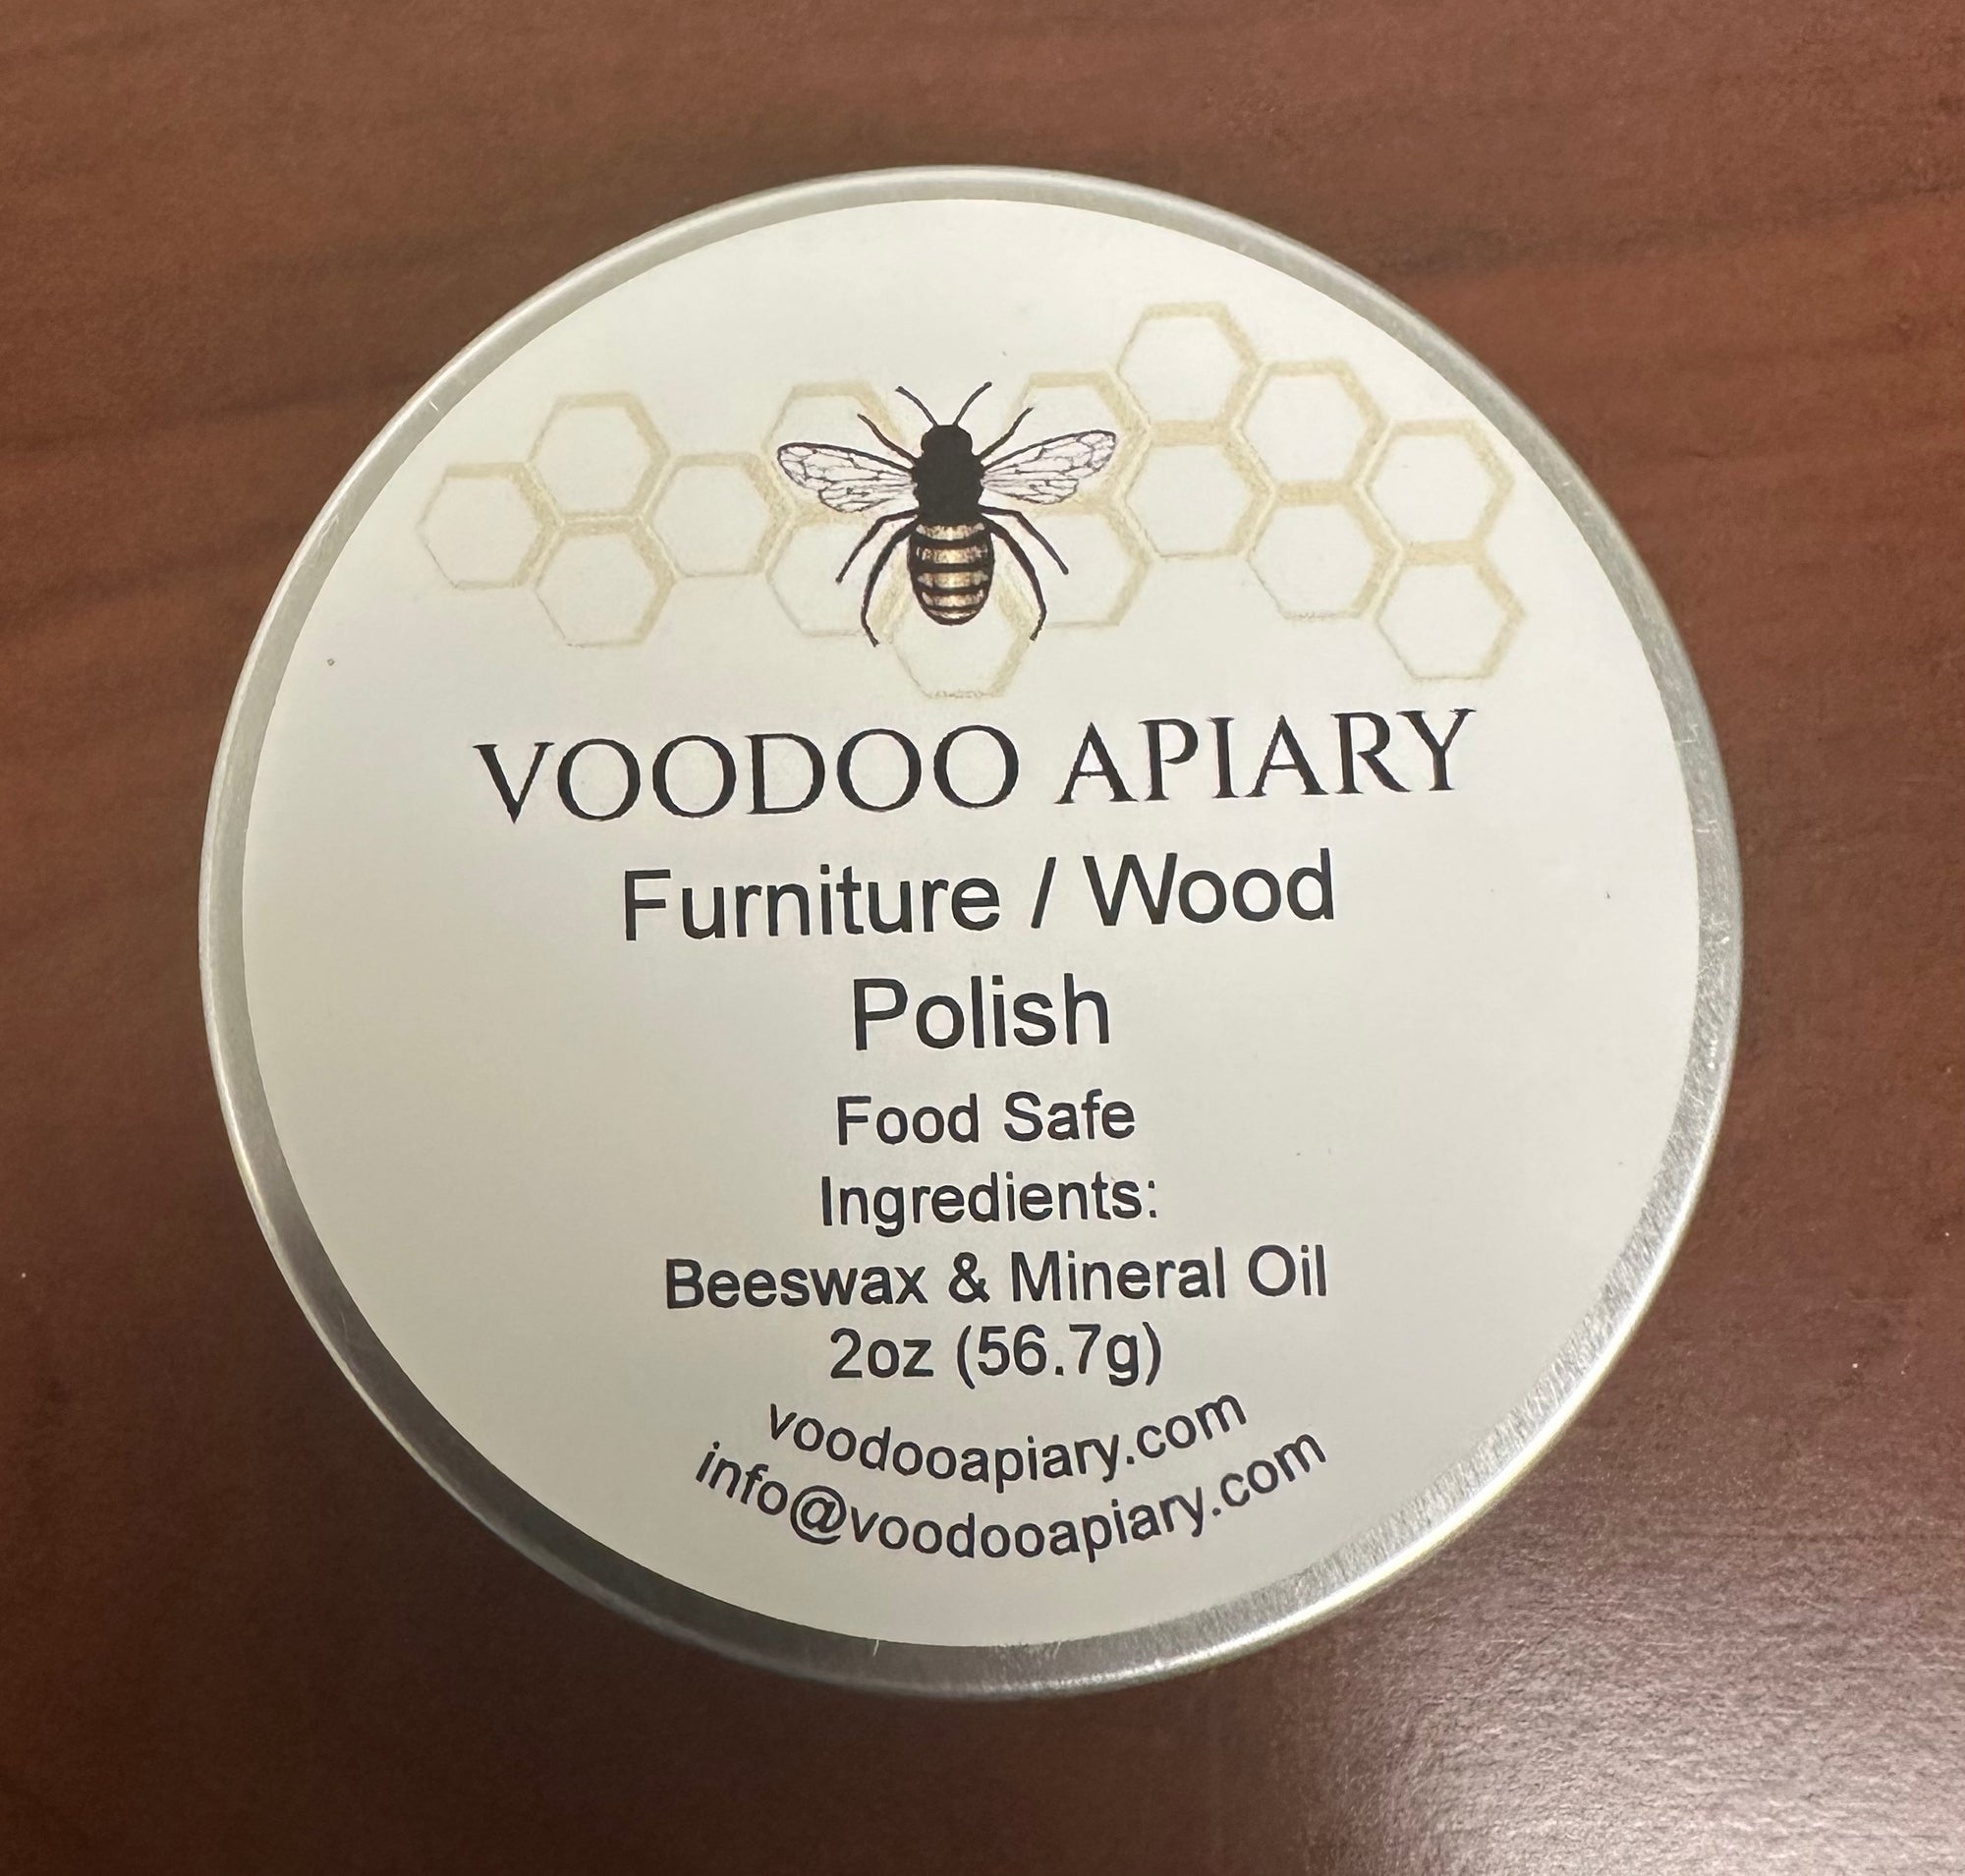 VOODOO APIARY
Furniture / Wood
Polish
Food Safe
Ingredients:
Beeswax & Mineral Oil
2oz (56.7g)
voodooapiary.com
info@voodooapiary.com